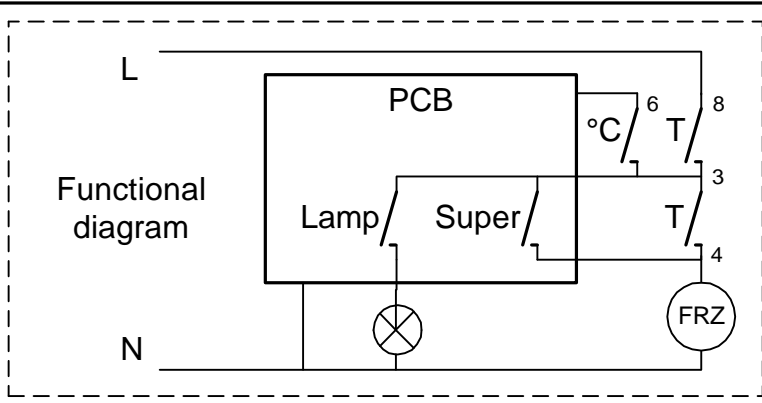 L
PCB
6
8
°C
T
3
Functional
diagram
Lamp
Super
T
4
FRZ
N